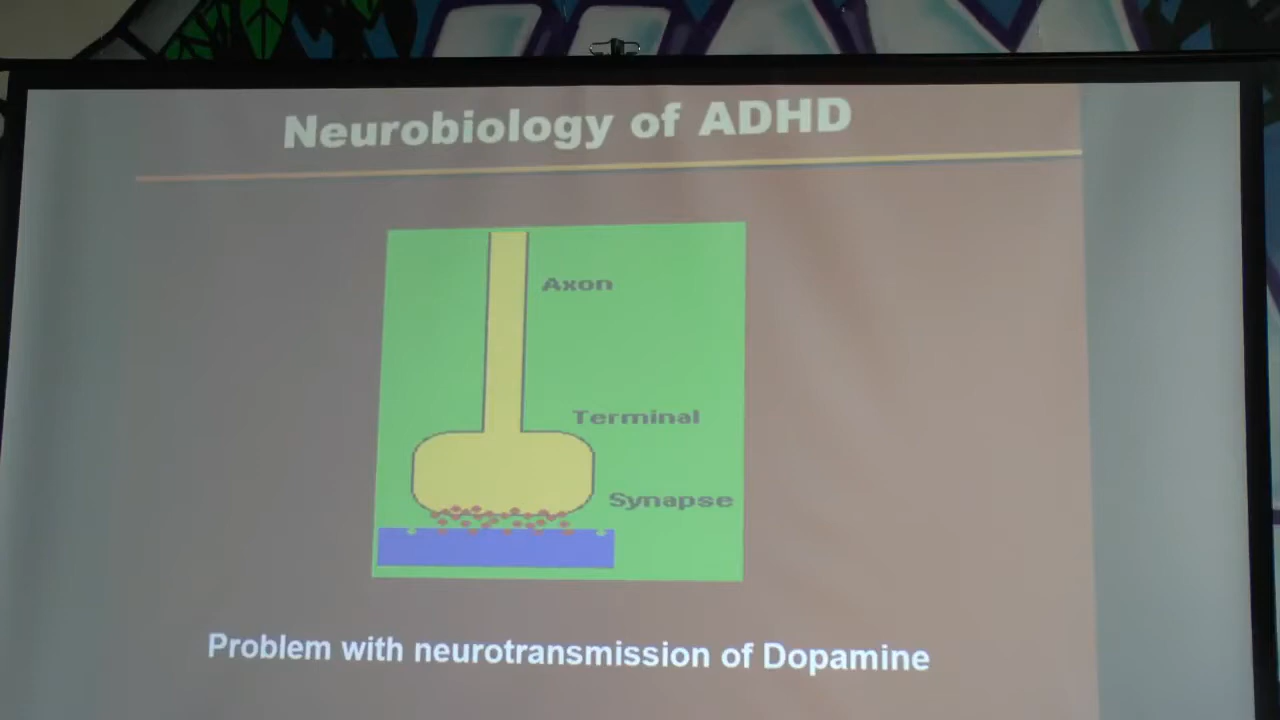 Neurobiology of ADHD
Axon
Terminal
Synapse
Problem with neurotransmission of Dopamine